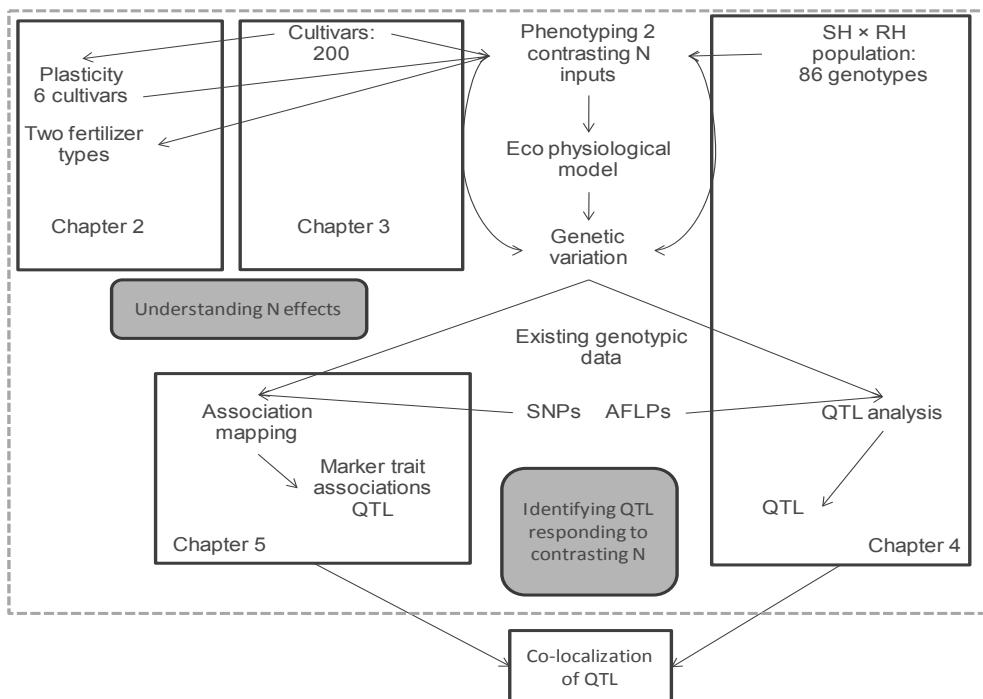 Cultivars:
200
Phenotyping 2
contrasting N
inputs
SH × RH
population:
86 genotypes
Plasticity
6 cultivars
Two fertilizer
types
Eco physiological
model
Chapter 2
Chapter 3
Genetic
variation
Understanding N effects
Existing genotypic
data
SNPs
AFLPs
Association
mapping
QTL analysis
Marker trait
associations
QTL
Identifying QTL
responding to
contrasting N
QTL
Chapter 5
Chapter 4
Co-localization
of QTL